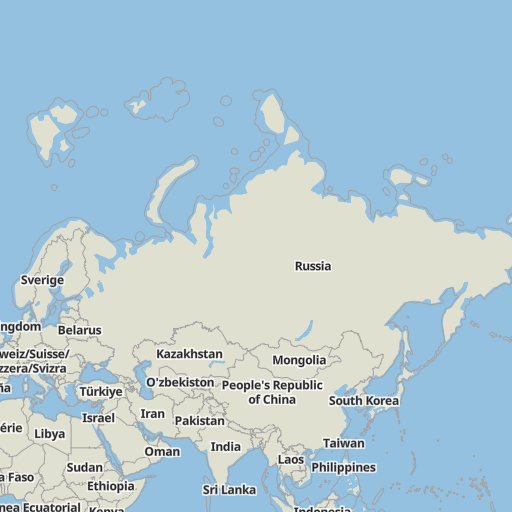 Russia
Sverige
ngdom
Belarus
weiz/Suisse/
zzera/Svizra
Kazakhstan
Mongolia
ña
Türkiye
O'zbekiston
People's Republic
of China
South Korea
Iran
Israel
Pakistan
érie
Libya
Taiwan
India
Oman
Laos
Philippines
Sudan
a Faso
Ethiopia
Sri Lanka
nea Ecuatorial
Kenya
Indonesia